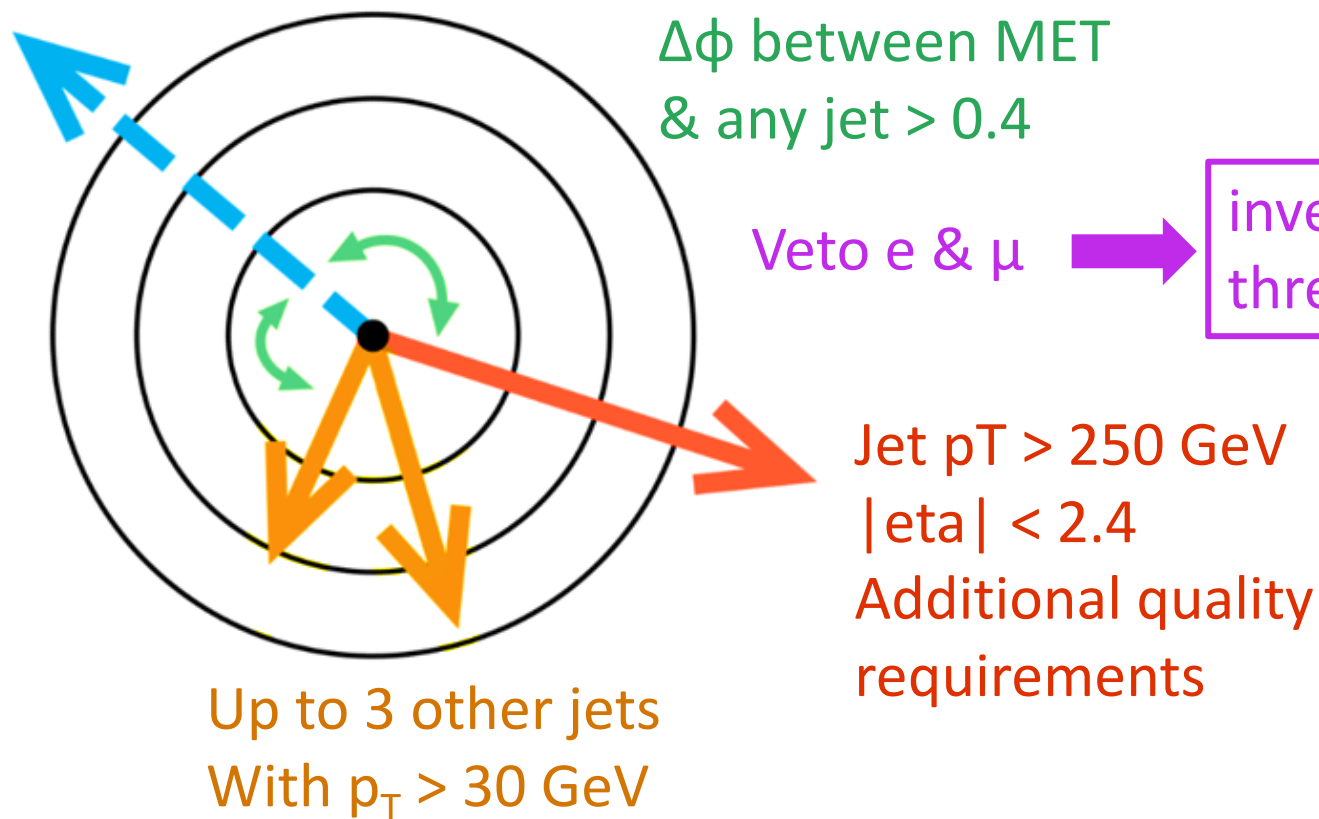 Δϕ between MET
& any jet > 0.4
Veto e & μ
Jet pT > 250 GeV
|eta| < 2.4
Additional quality
requirements
Up to 3 other jets
With pT > 30 GeV